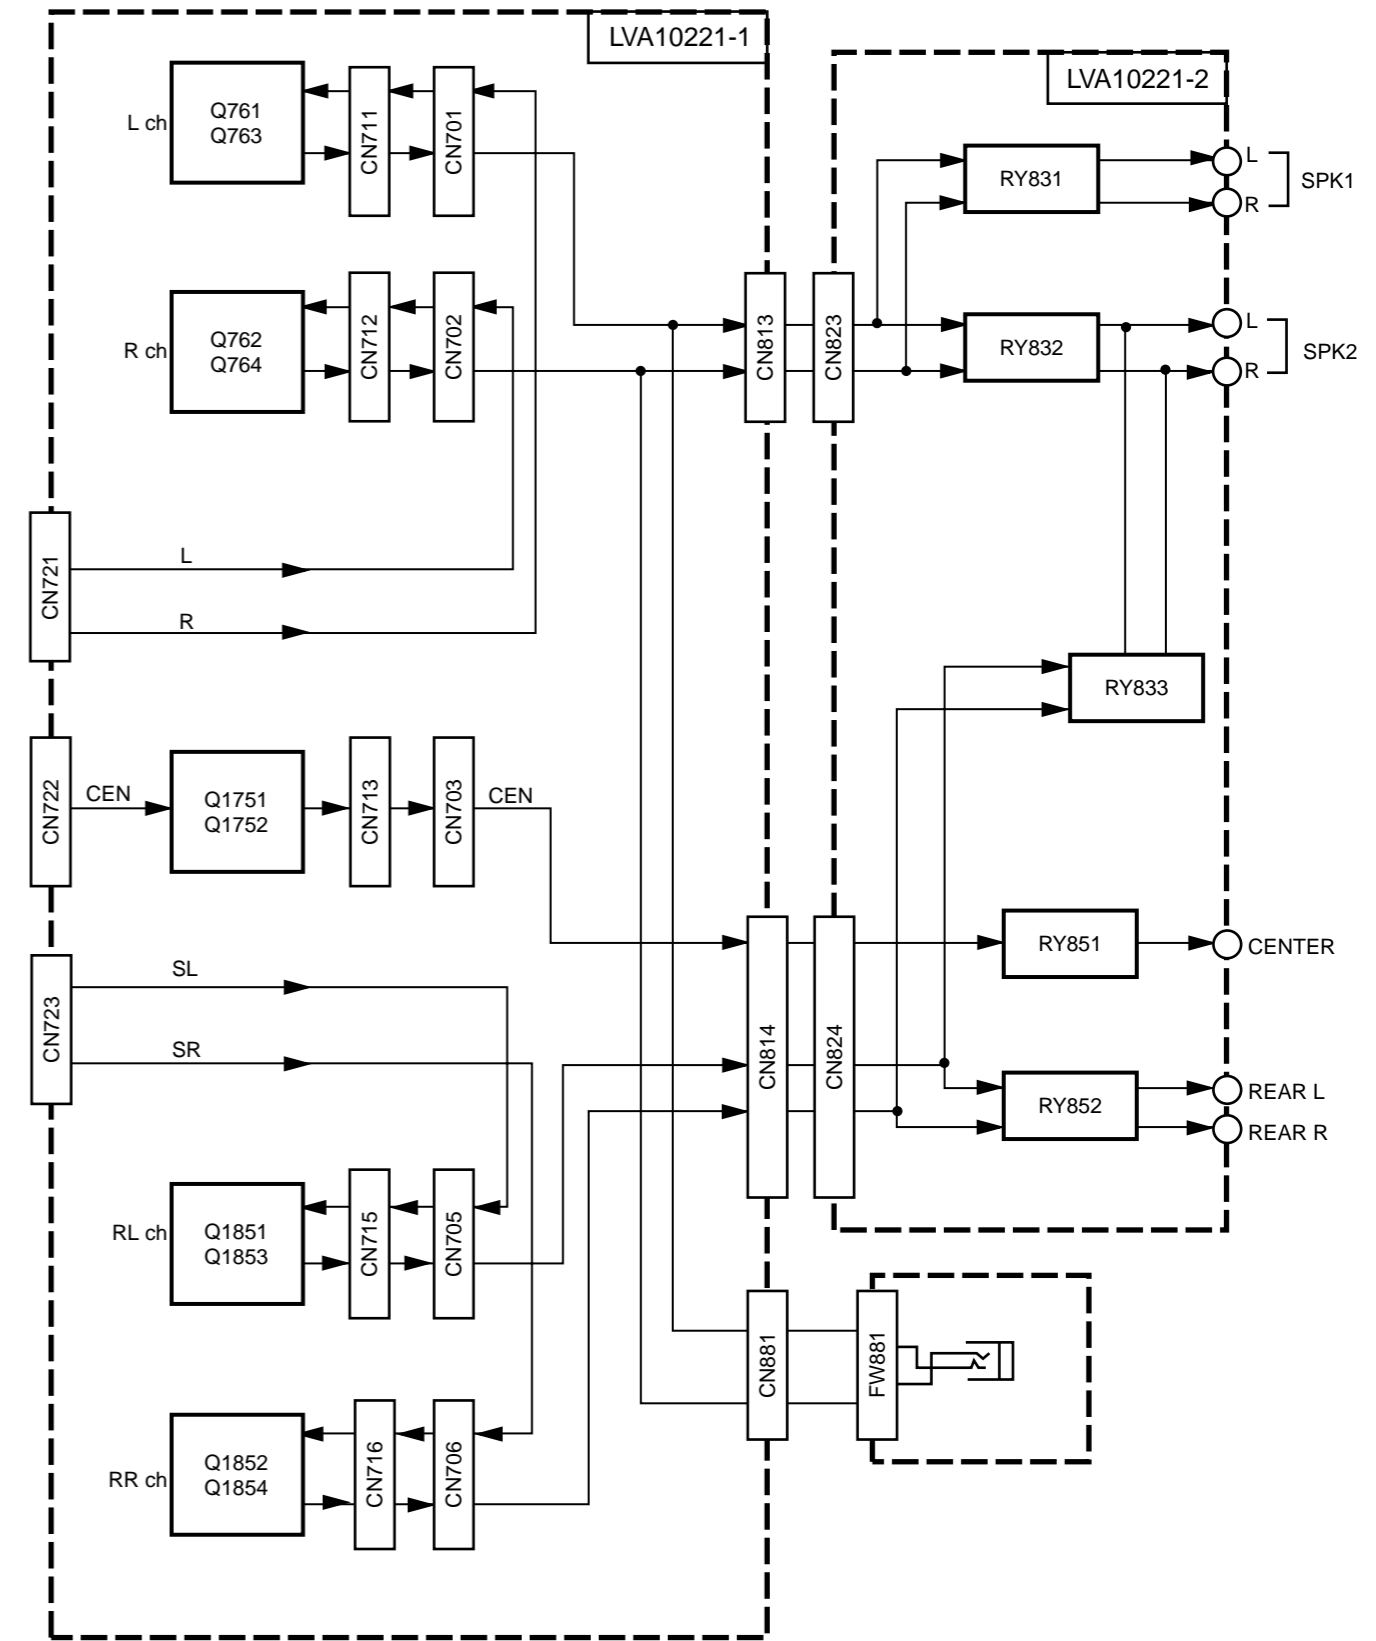 LVA10221-1
LVA10221-2
L ch
Q761
Q763
CN711
CN701
RY831
L
R
SPK1
R ch
Q762
Q764
CN712
CN702
CN813
CN823
RY832
L
R
SPK2
CN721
L
R
RY833
CN722
CEN
Q1751
Q1752
CN713
CN703
CEN
CN723
SL
SR
CN814
CN824
RY851
CENTER
RY852
REAR L
REAR R
RL ch
Q1851
Q1853
CN715
CN705
CN881
FW881
RR ch
Q1852
Q1854
CN716
CN706